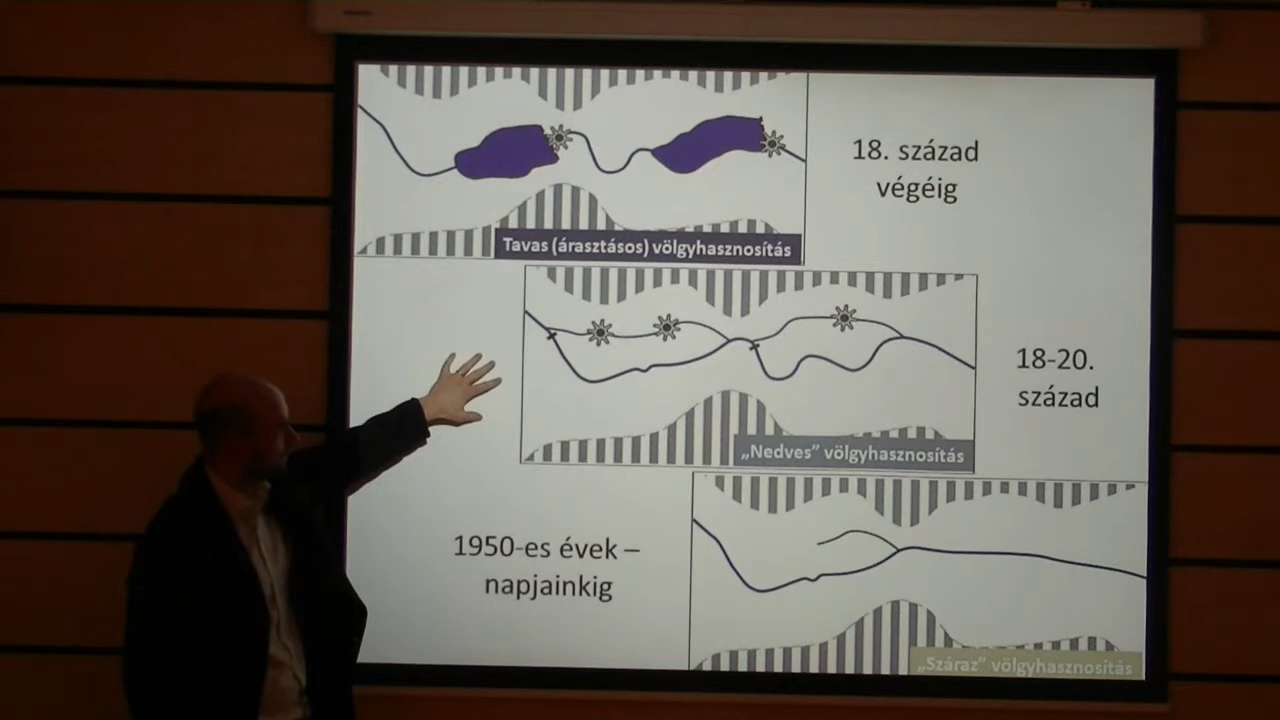 18. század
végéig
Tavas (árasztásos) völgyhasznosítás
18-20.
század
„Nedves” völgyhasznosítás
1950-es évek –
napjainkig
„Száraz” völgyhasznosítás